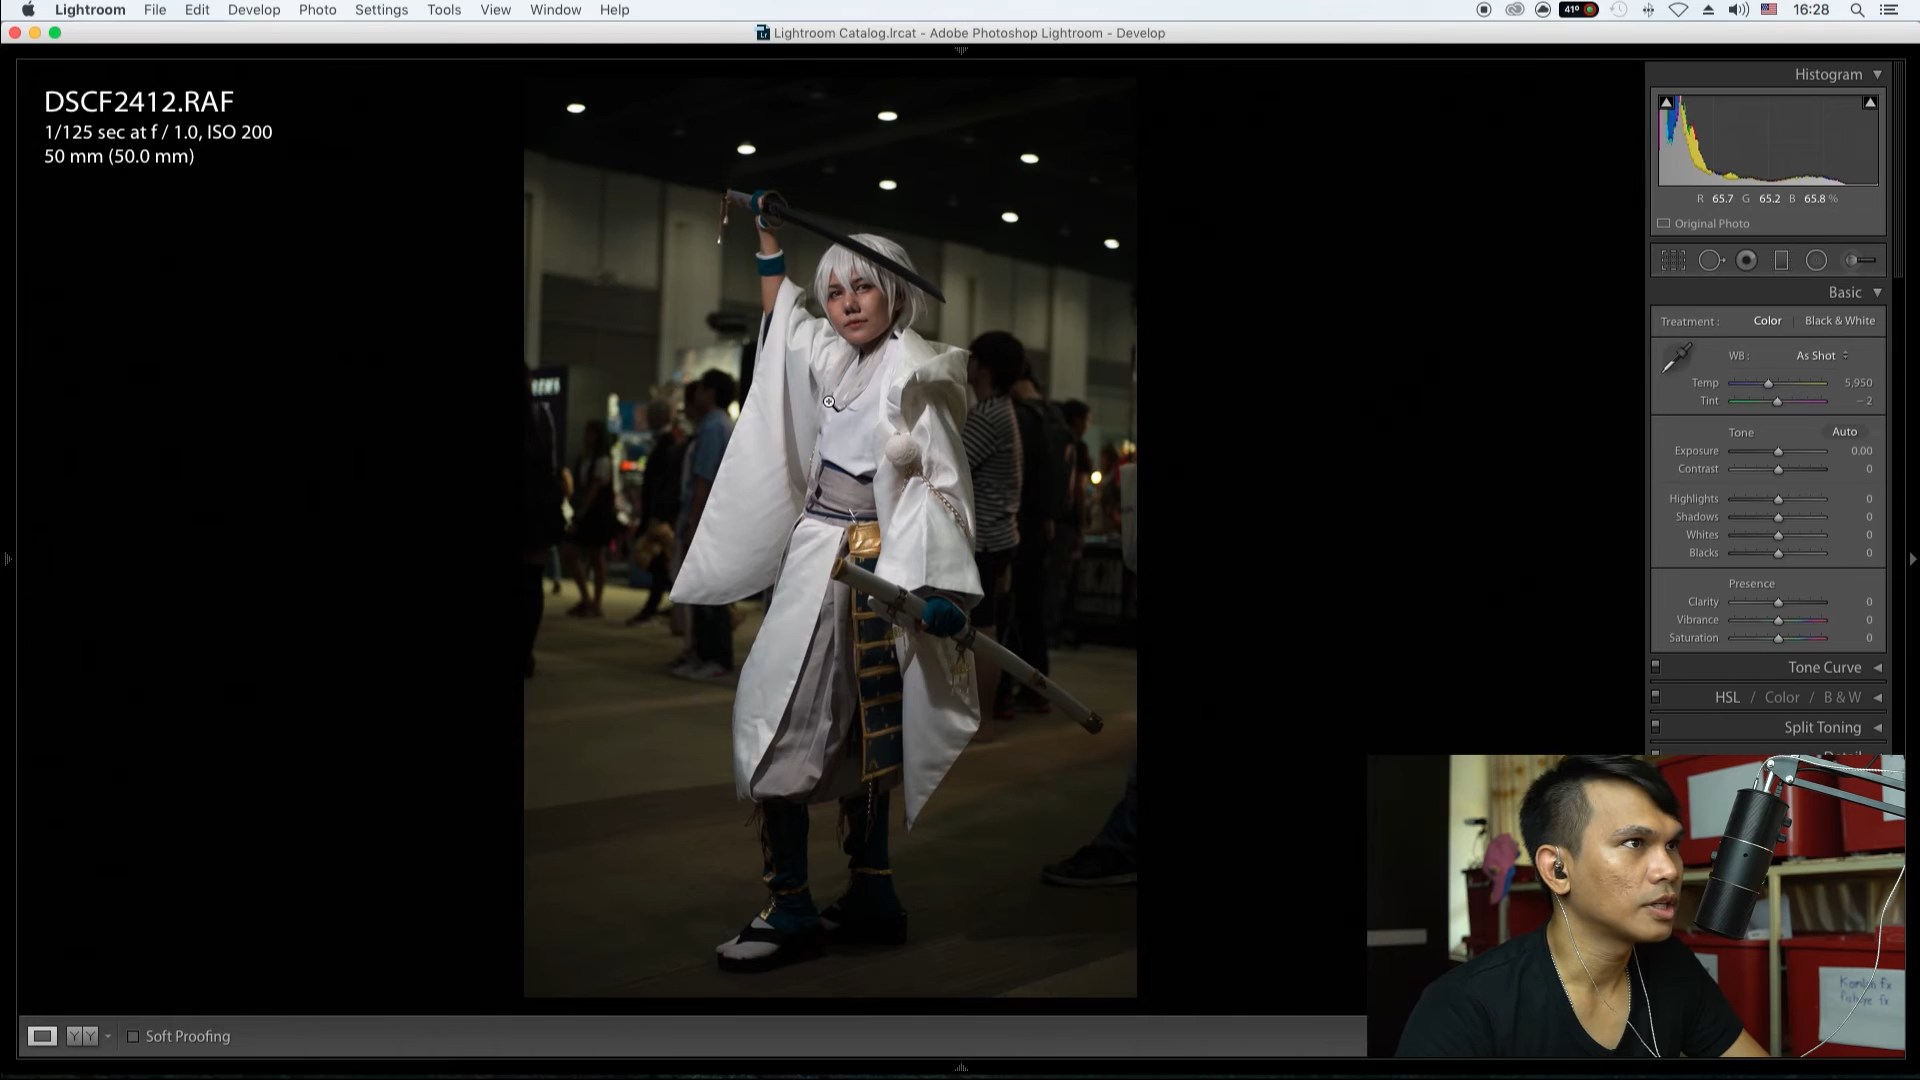 Lightroom File Edit Develop Photo Settings Tools View Window Help 41° 16:28
Lightroom Catalog.lrcat - Adobe Photoshop Lightroom - Develop
DSCF2412.RAF
1/125 sec at f / 1.0, ISO 200
50 mm (50.0 mm)
Histogram
R 65.7 G 65.2 B 65.8 %
Original Photo
Basic
Treatment : Color Black & White
WB : As Shot
Temp 5,950
Tint – 2
Tone Auto
Exposure 0.00
Contrast 0
Highlights 0
Shadows 0
Whites 0
Blacks 0
Presence
Clarity 0
Vibrance 0
Saturation 0
Tone Curve
HSL / Color / B & W
Split Toning
Soft Proofing